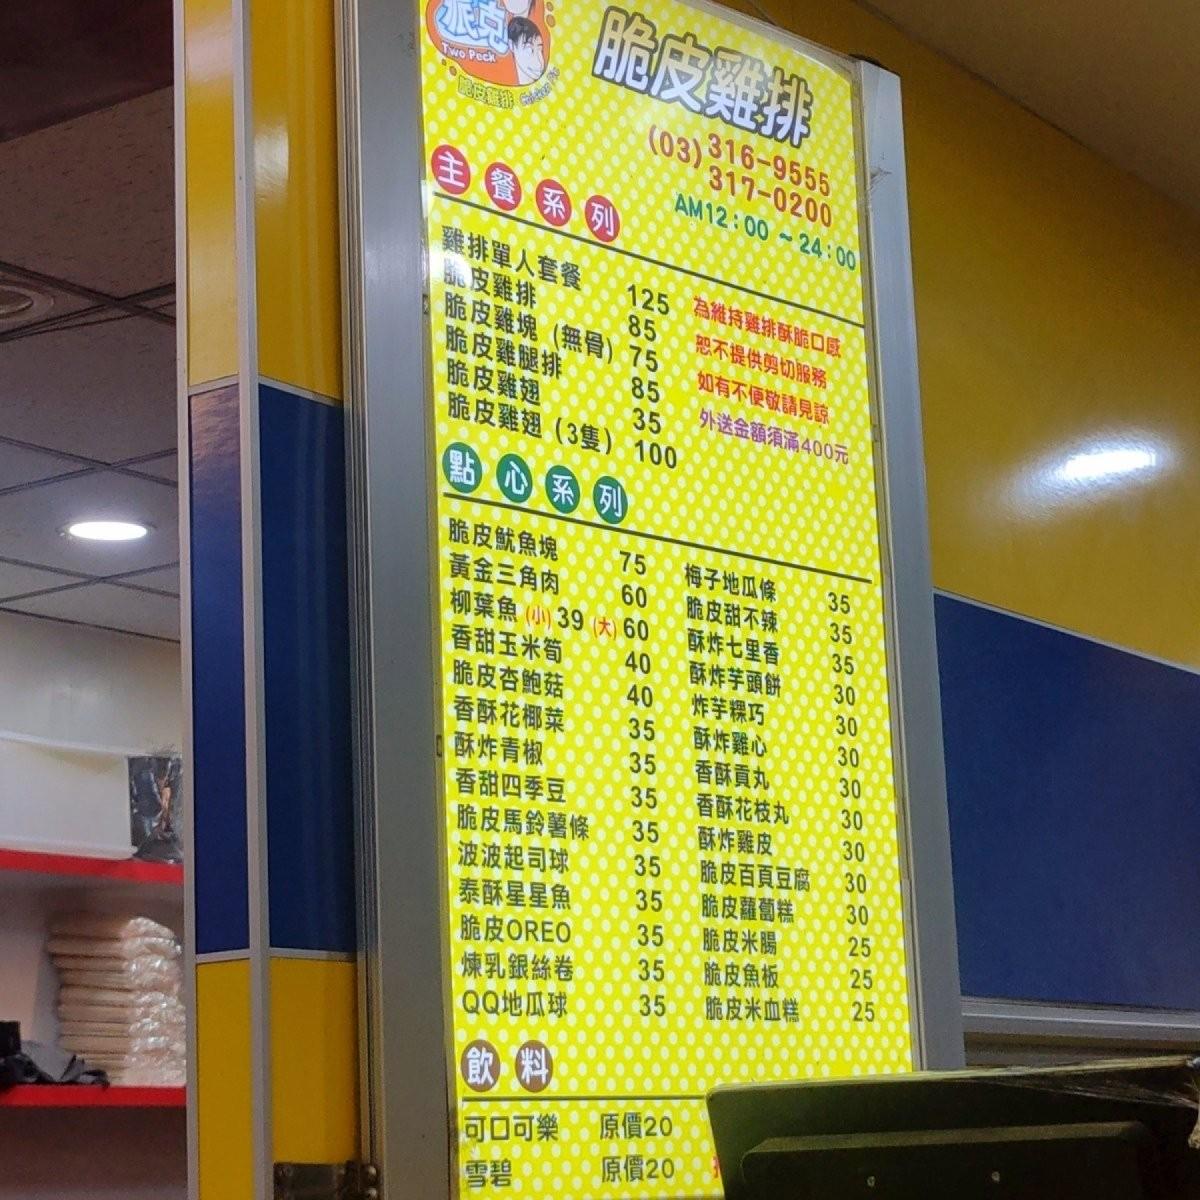 派克
Two Peck
脆皮雞排
脆皮雞排
(03) 316-9555
317-0200
AM12:00 ~ 24:00
主餐系列
雞排單人套餐 125
脆皮雞排 85
脆皮雞塊 (無骨) 75
脆皮雞腿排 85
脆皮雞翅 35
脆皮雞翅 (3隻) 100
為維持雞排酥脆口感
恕不提供剪切服務
如有不便敬請見諒
外送金額須滿400元
點心系列
脆皮魷魚塊 75
黃金三角肉 60
柳葉魚 (小) 39 (大) 60
香甜玉米筍 40
脆皮杏鮑菇 40
香酥花椰菜 35
酥炸青椒 35
香甜四季豆 35
脆皮馬鈴薯條 35
波波起司球 35
泰酥星星魚 35
脆皮OREO 35
煉乳銀絲卷 35
QQ地瓜球 35
梅子地瓜條 35
脆皮甜不辣 35
酥炸七里香 35
酥炸芋頭餅 30
炸芋粿巧 30
酥炸雞心 30
香酥貢丸 30
香酥花枝丸 30
酥炸雞皮 30
脆皮百頁豆腐 30
脆皮蘿蔔糕 30
脆皮米腸 25
脆皮魚板 25
脆皮米血糕 25
飲料
可口可樂 原價20
雪碧 原價20